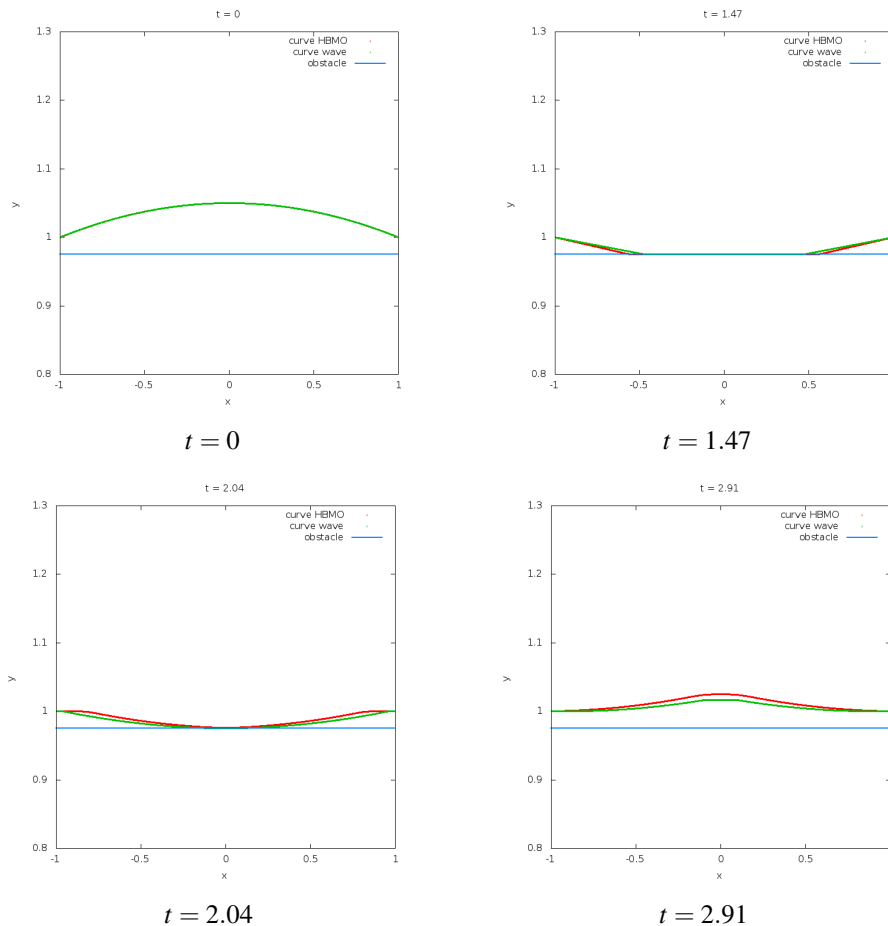 t = 0
curve HBMO
curve wave
obstacle
1.3
1.2
1.1
1
0.9
0.8
y
-1
-0.5
0
0.5
1
x
t = 0
t = 1.47
curve HBMO
curve wave
obstacle
1.3
1.2
1.1
1
0.9
0.8
y
-1
-0.5
0
0.5
x
t = 1.47
t = 2.04
curve HBMO
curve wave
obstacle
1.3
1.2
1.1
1
0.9
0.8
y
-1
-0.5
0
0.5
1
x
t = 2.04
t = 2.91
curve HBMO
curve wave
obstacle
1.3
1.2
1.1
1
0.9
0.8
y
-1
-0.5
0
0.5
x
t = 2.91